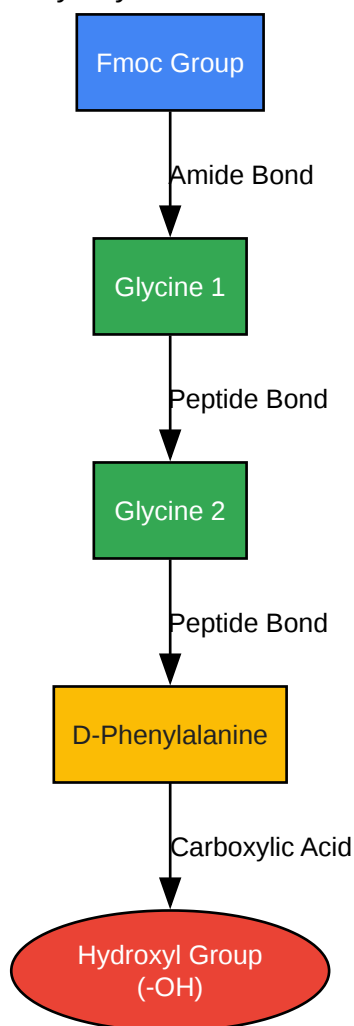 Fmoc Group
Amide Bond
Glycine 1
Peptide Bond
Glycine 2
Peptide Bond
D-Phenylalanine
Carboxylic Acid
Hydroxyl Group
(-OH)